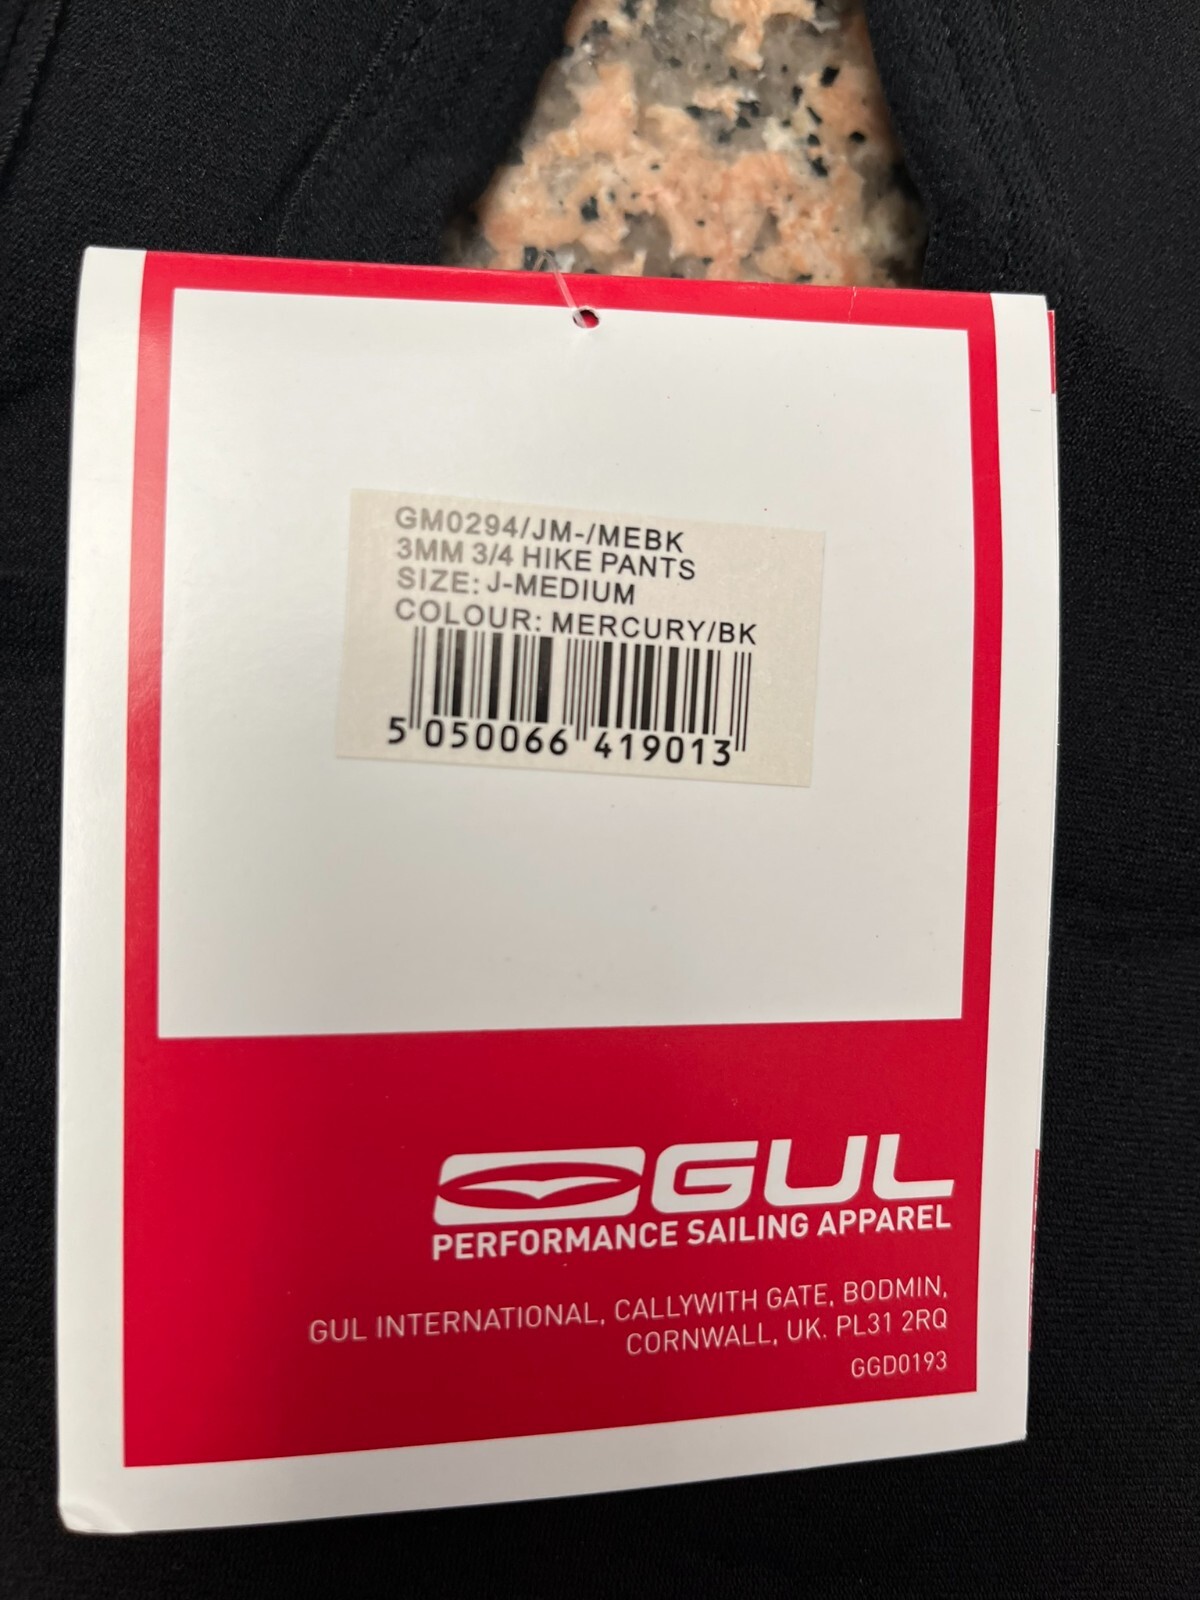 GM0294/JM-/MEBK
3MM 3/4 HIKE PANTS
SIZE: J-MEDIUM
COLOUR: MERCURY/BK
5 050066 419013
GUL
PERFORMANCE SAILING APPAREL
GUL INTERNATIONAL, CALLYWITH GATE, BODMIN,
CORNWALL, UK. PL31 2RQ
GGD0193